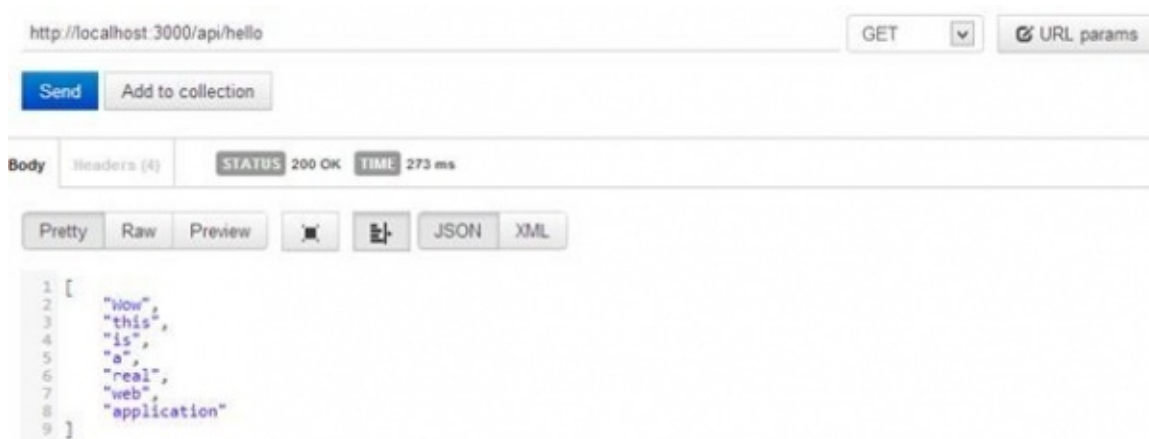 http://localhost:3000/api/hello GET URL params
Send Add to collection
Body Headers (4) STATUS 200 OK TIME 273 ms
Pretty Raw Preview JSON XML
1 [
2 "Wow",
3 "this",
4 "is",
5 "a",
6 "real",
7 "web",
8 "application"
9 ]